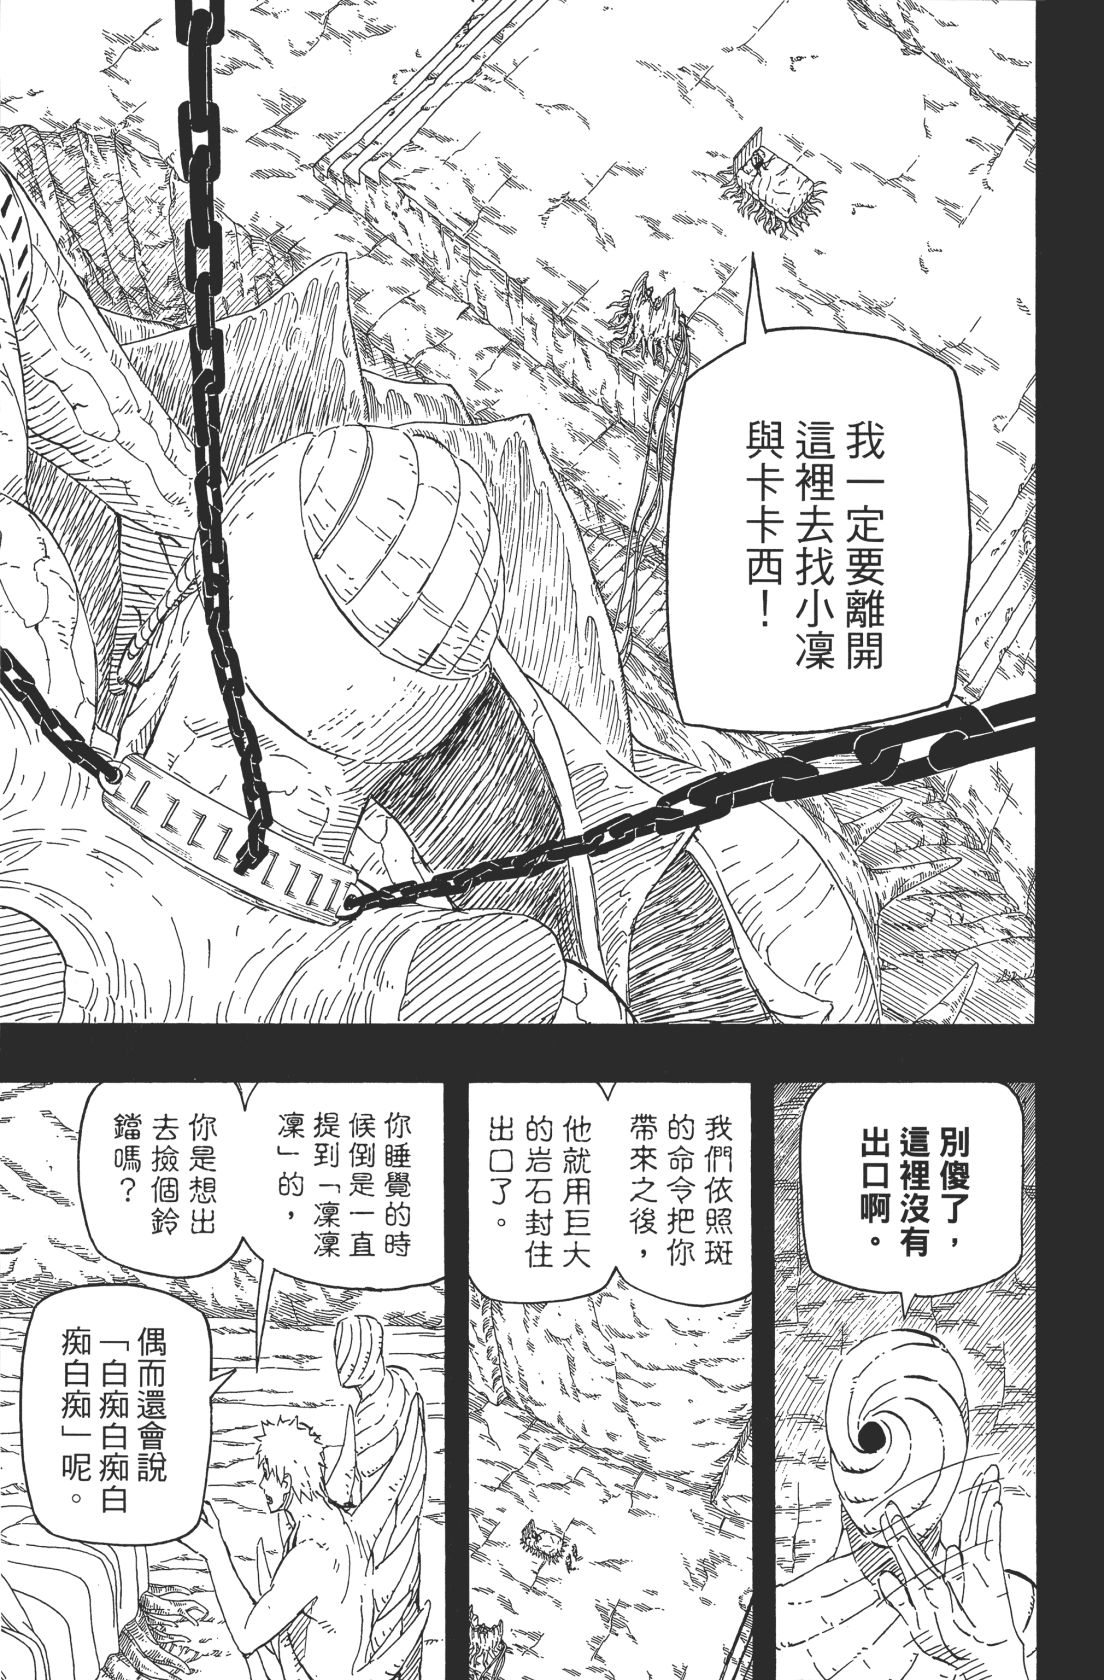 我一定要離開
這裡去找小凜
與卡卡西！
別傻了，
這裡沒有
出口啊。
我們依照斑
的命令把你
帶來之後，
他就用巨大
的岩石封住
出口了。
你睡覺的時
候倒是一直
提到「凜凜
凜」的，
你是想出
去撿個鈴
鐺嗎？
偶而還會說
「白痴白痴白
痴白痴」呢。